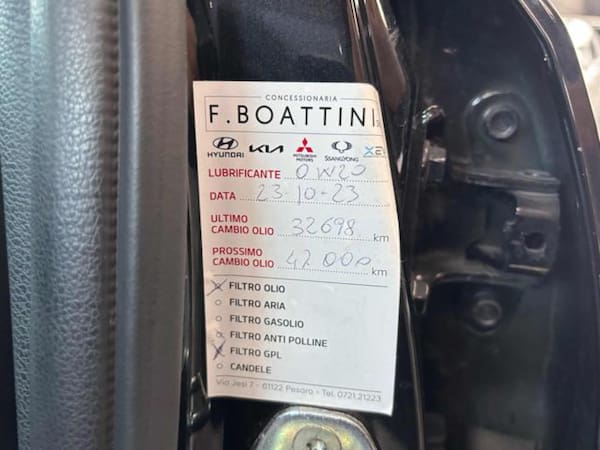 CONCESSIONARIA
F. BOATTINI
HYUNDAI KIA MITSUBISHI MOTORS SSANGYONG XEV
LUBRIFICANTE 0W20
DATA 23-10-23
ULTIMO
CAMBIO OLIO 32698 km
PROSSIMO
CAMBIO OLIO 47000 km
FILTRO OLIO
FILTRO ARIA
FILTRO GASOLIO
FILTRO ANTI POLLINE
FILTRO GPL
CANDELE
Via Jesi 7 - 61122 Pesaro - Tel. 0721.21223